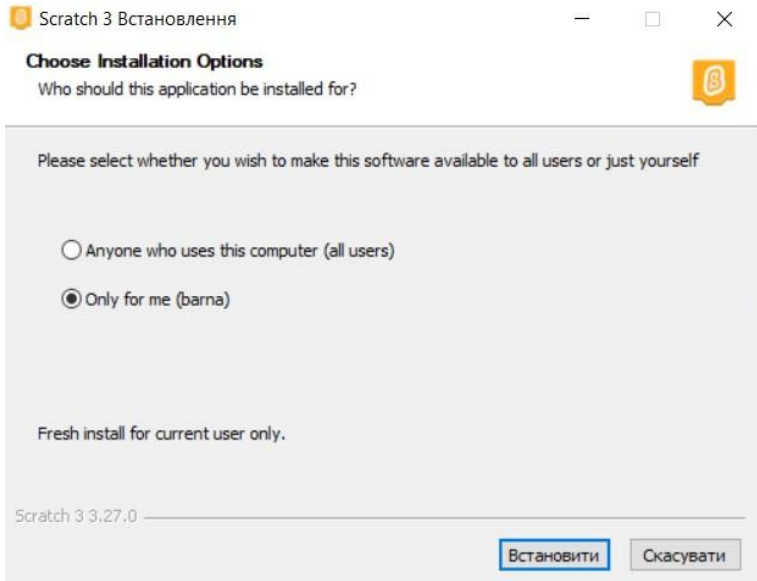 Scratch 3 Встановлення
Choose Installation Options
Who should this application be installed for?
Please select whether you wish to make this software available to all users or just yourself
Anyone who uses this computer (all users)
Only for me (barna)
Fresh install for current user only.
Scratch 3 3.27.0
Встановити
Скасувати